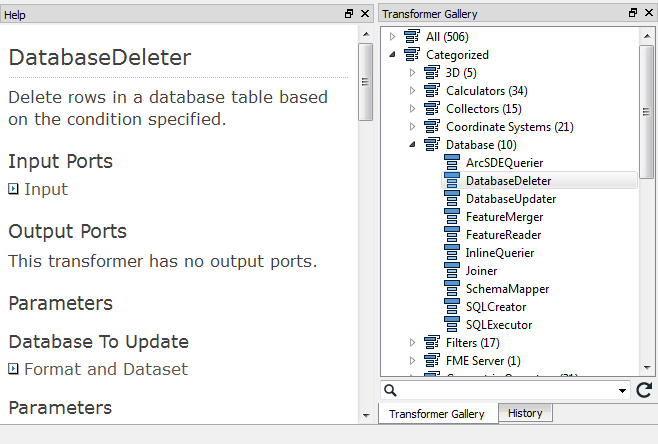 Help
DatabaseDeleter
Delete rows in a database table based
on the condition specified.
Input Ports
Input
Output Ports
This transformer has no output ports.
Parameters
Database To Update
Format and Dataset
Parameters
Transformer Gallery
All (506)
Categorized
3D (5)
Calculators (34)
Collectors (15)
Coordinate Systems (21)
Database (10)
ArcSDEQuerier
DatabaseDeleter
DatabaseUpdater
FeatureMerger
FeatureReader
InlineQuerier
Joiner
SchemaMapper
SQLCreator
SQLExecutor
Filters (17)
FME Server (1)
Transformer Gallery
History